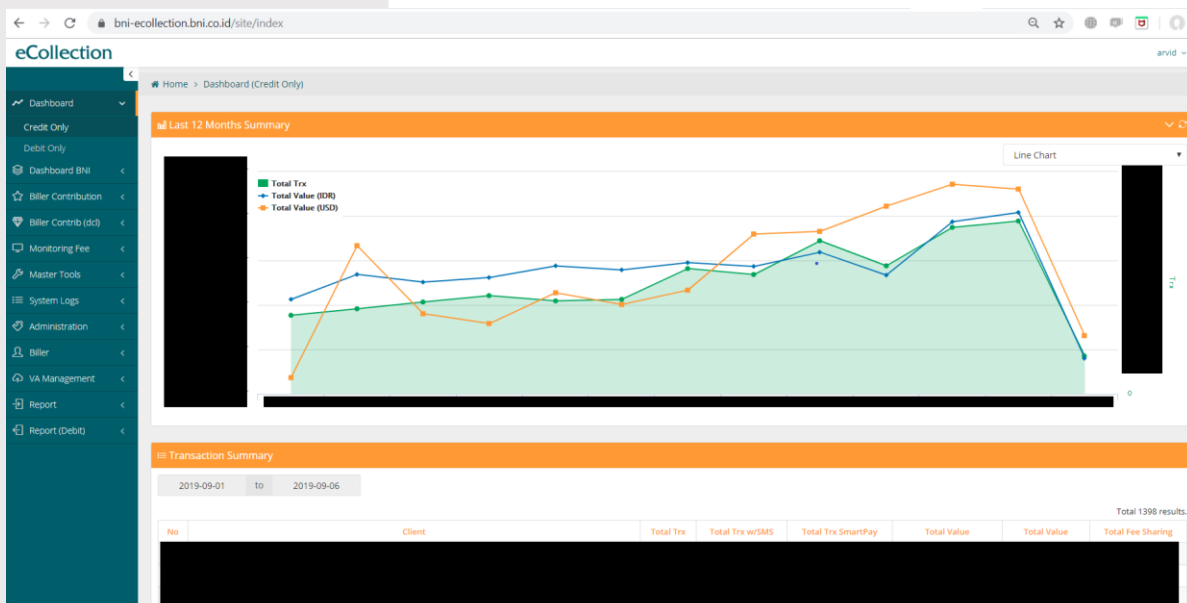 bni-ecollection.bni.co.id/site/index
eCollection
arvid
Home > Dashboard (Credit Only)
Dashboard
Credit Only
Debit Only
Dashboard BNI
Biller Contribution
Biller Contrib (dcl)
Monitoring Fee
Master Tools
System Logs
Administration
Biller
VA Management
Report
Report (Debit)
Last 12 Months Summary
Line Chart
Total Trx
Total Value (IDR)
Total Value (USD)
Trx
0
Transaction Summary
2019-09-01 to 2019-09-06
Total 1398 results.
No Client Total Trx Total Trx w/SMS Total Trx SmartPay Total Value Total Value Total Fee Sharing